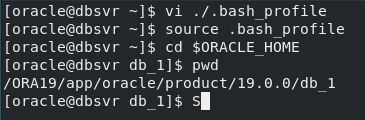 [oracle@dbsvr ~]$ vi ./.bash_profile
[oracle@dbsvr ~]$ source .bash_profile
[oracle@dbsvr ~]$ cd $ORACLE_HOME
[oracle@dbsvr db_1]$ pwd
/ORA19/app/oracle/product/19.0.0/db_1
[oracle@dbsvr db_1]$ S